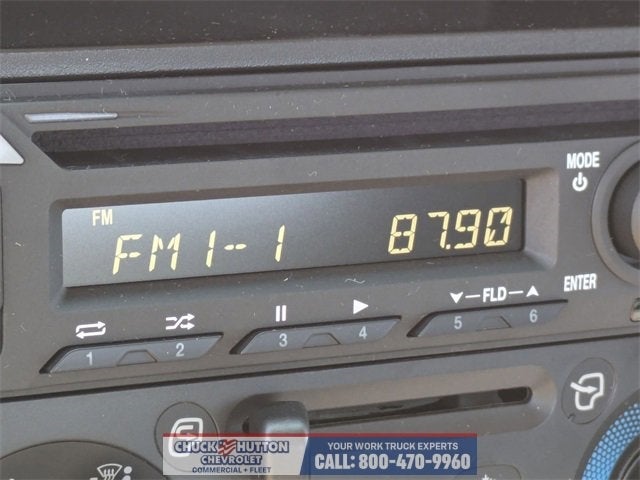 MODE
FM
FM1-1 87.90
ENTER
FLD
1 2 3 4 5 6
CHUCK HUTTON
CHEVROLET
COMMERCIAL • FLEET
YOUR WORK TRUCK EXPERTS
CALL: 800-470-9960